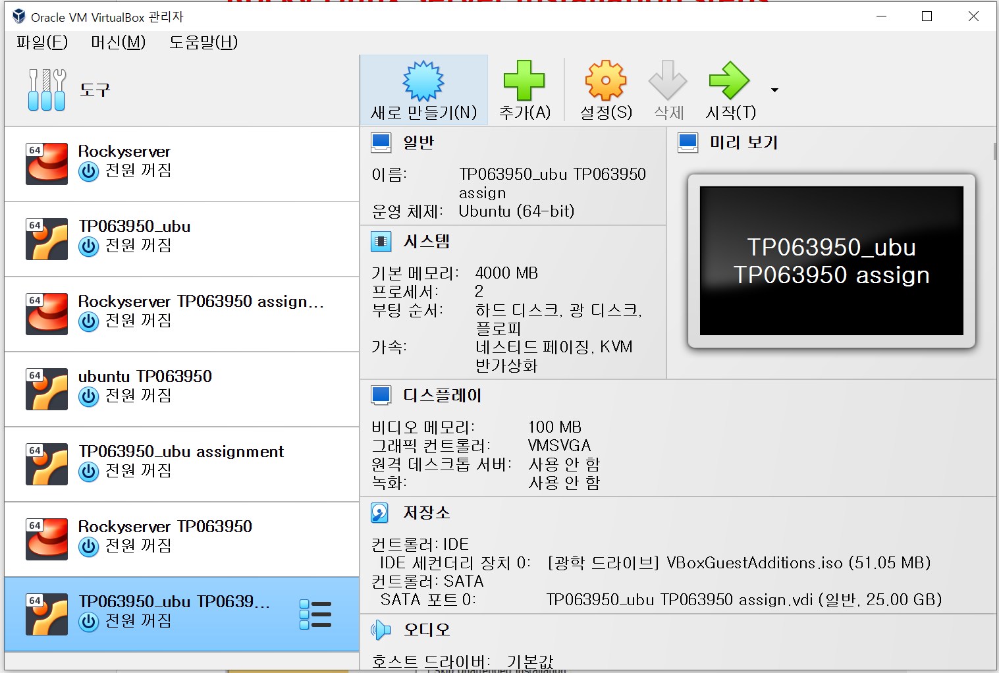 Rocky Linux Server Installation steps
Oracle VM VirtualBox 관리자
파일(F) 머신(M) 도움말(H)
도구
새로 만들기(N) 추가(A) 설정(S) 삭제 시작(T)
64 Rockyserver
전원 꺼짐
64 TP063950_ubu
전원 꺼짐
64 Rockyserver TP063950 assign...
전원 꺼짐
64 ubuntu TP063950
전원 꺼짐
64 TP063950_ubu assignment
전원 꺼짐
64 Rockyserver TP063950
전원 꺼짐
64 TP063950_ubu TP0639...
전원 꺼짐
일반
이름: TP063950_ubu TP063950
assign
운영 체제: Ubuntu (64-bit)
미리 보기
TP063950_ubu
TP063950 assign
시스템
기본 메모리: 4000 MB
프로세서: 2
부팅 순서: 하드 디스크, 광 디스크,
플로피
가속: 네스티드 페이징, KVM
반가상화
디스플레이
비디오 메모리: 100 MB
그래픽 컨트롤러: VMSVGA
원격 데스크톱 서버: 사용 안 함
녹화: 사용 안 함
저장소
컨트롤러: IDE
IDE 세컨더리 장치 0: [광학 드라이브] VBoxGuestAdditions.iso (51.05 MB)
컨트롤러: SATA
SATA 포트 0: TP063950_ubu TP063950 assign.vdi (일반, 25.00 GB)
오디오
호스트 드라이버: 기본값
Skip Unattended Installation